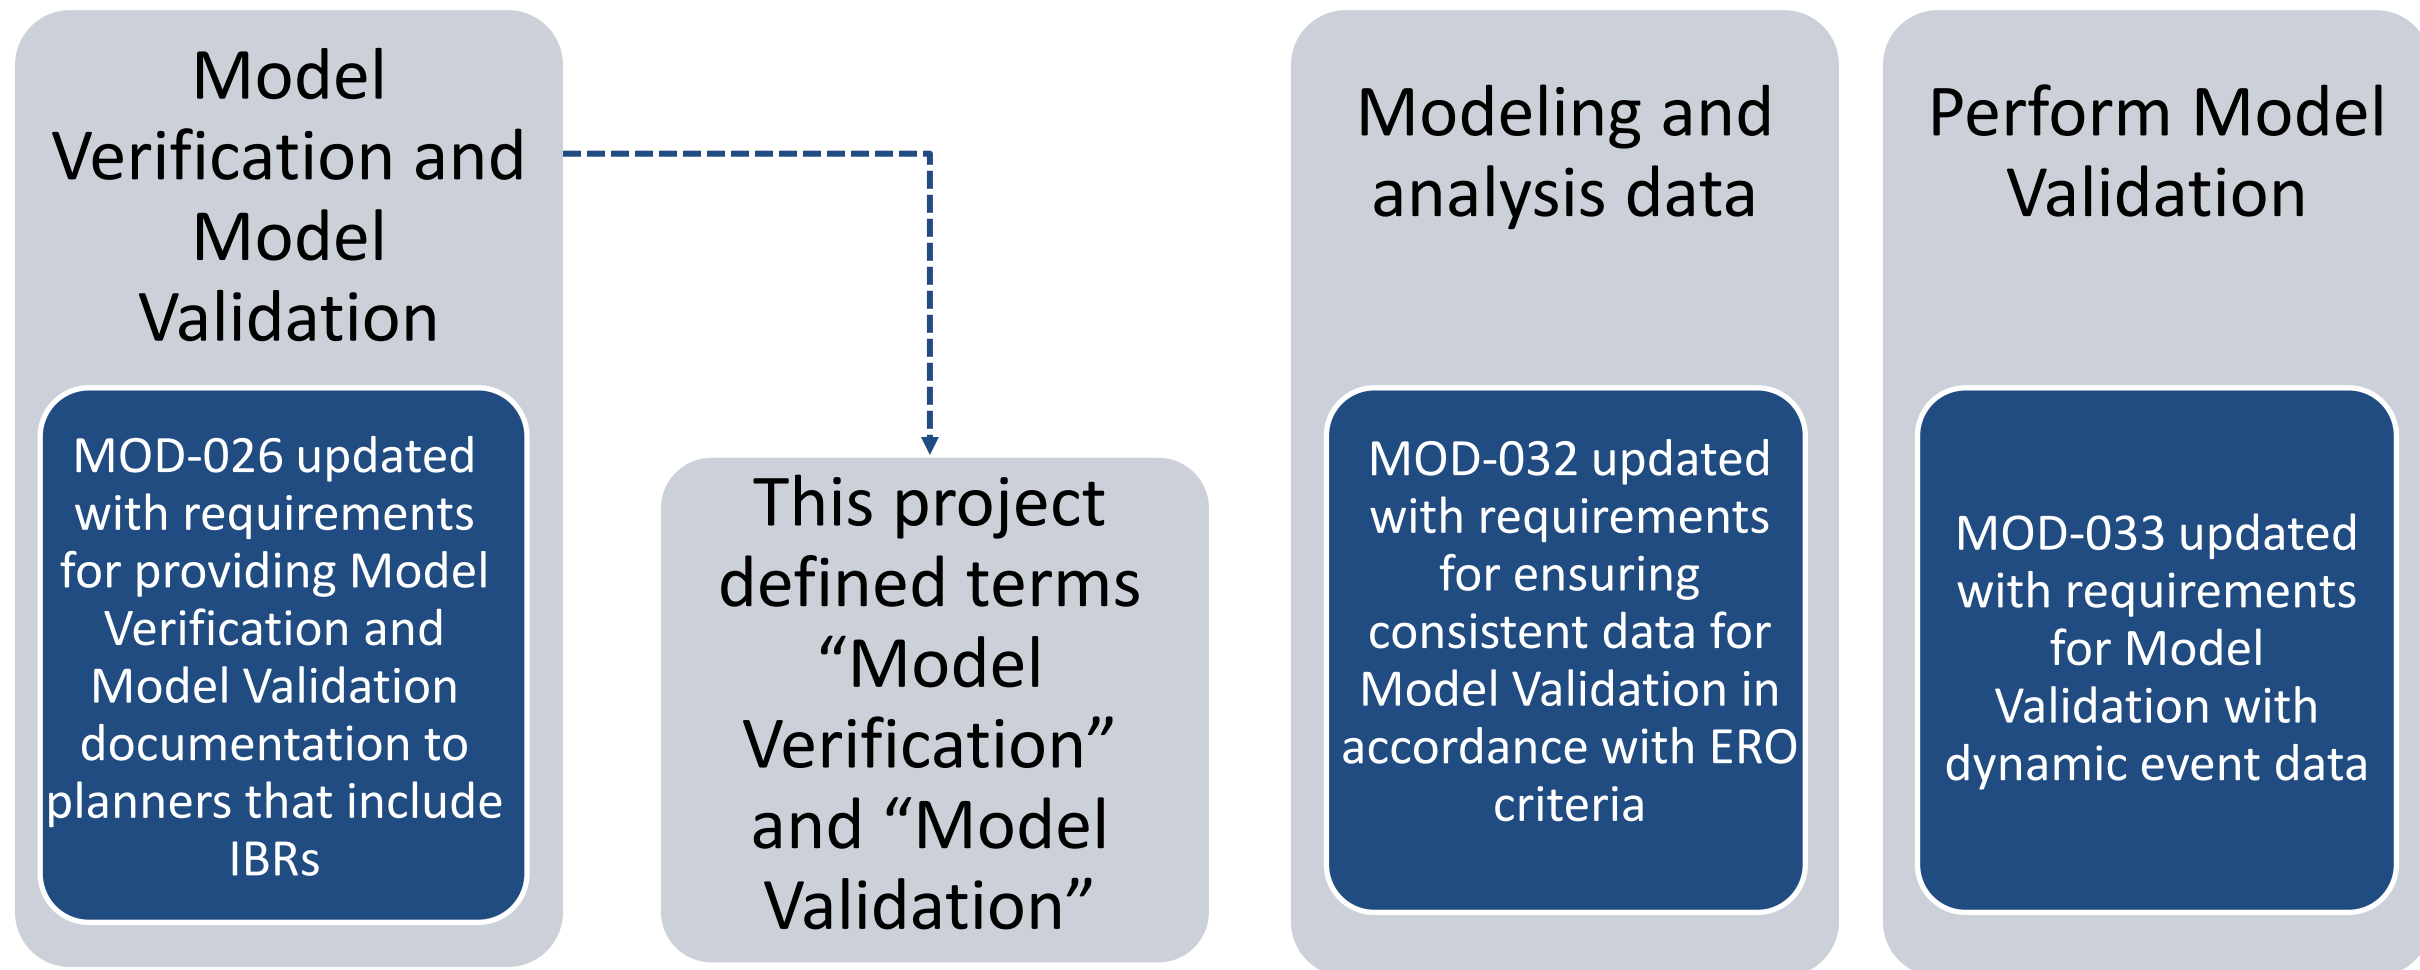 Model
Verification and
Model
Validation
MOD-026 updated
with requirements
for providing Model
Verification and
Model Validation
documentation to
planners that include
IBRs
This project
defined terms
“Model
Verification”
and “Model
Validation”
Modeling and
analysis data
MOD-032 updated
with requirements
for ensuring
consistent data for
Model Validation in
accordance with ERO
criteria
Perform Model
Validation
MOD-033 updated
with requirements
for Model
Validation with
dynamic event data